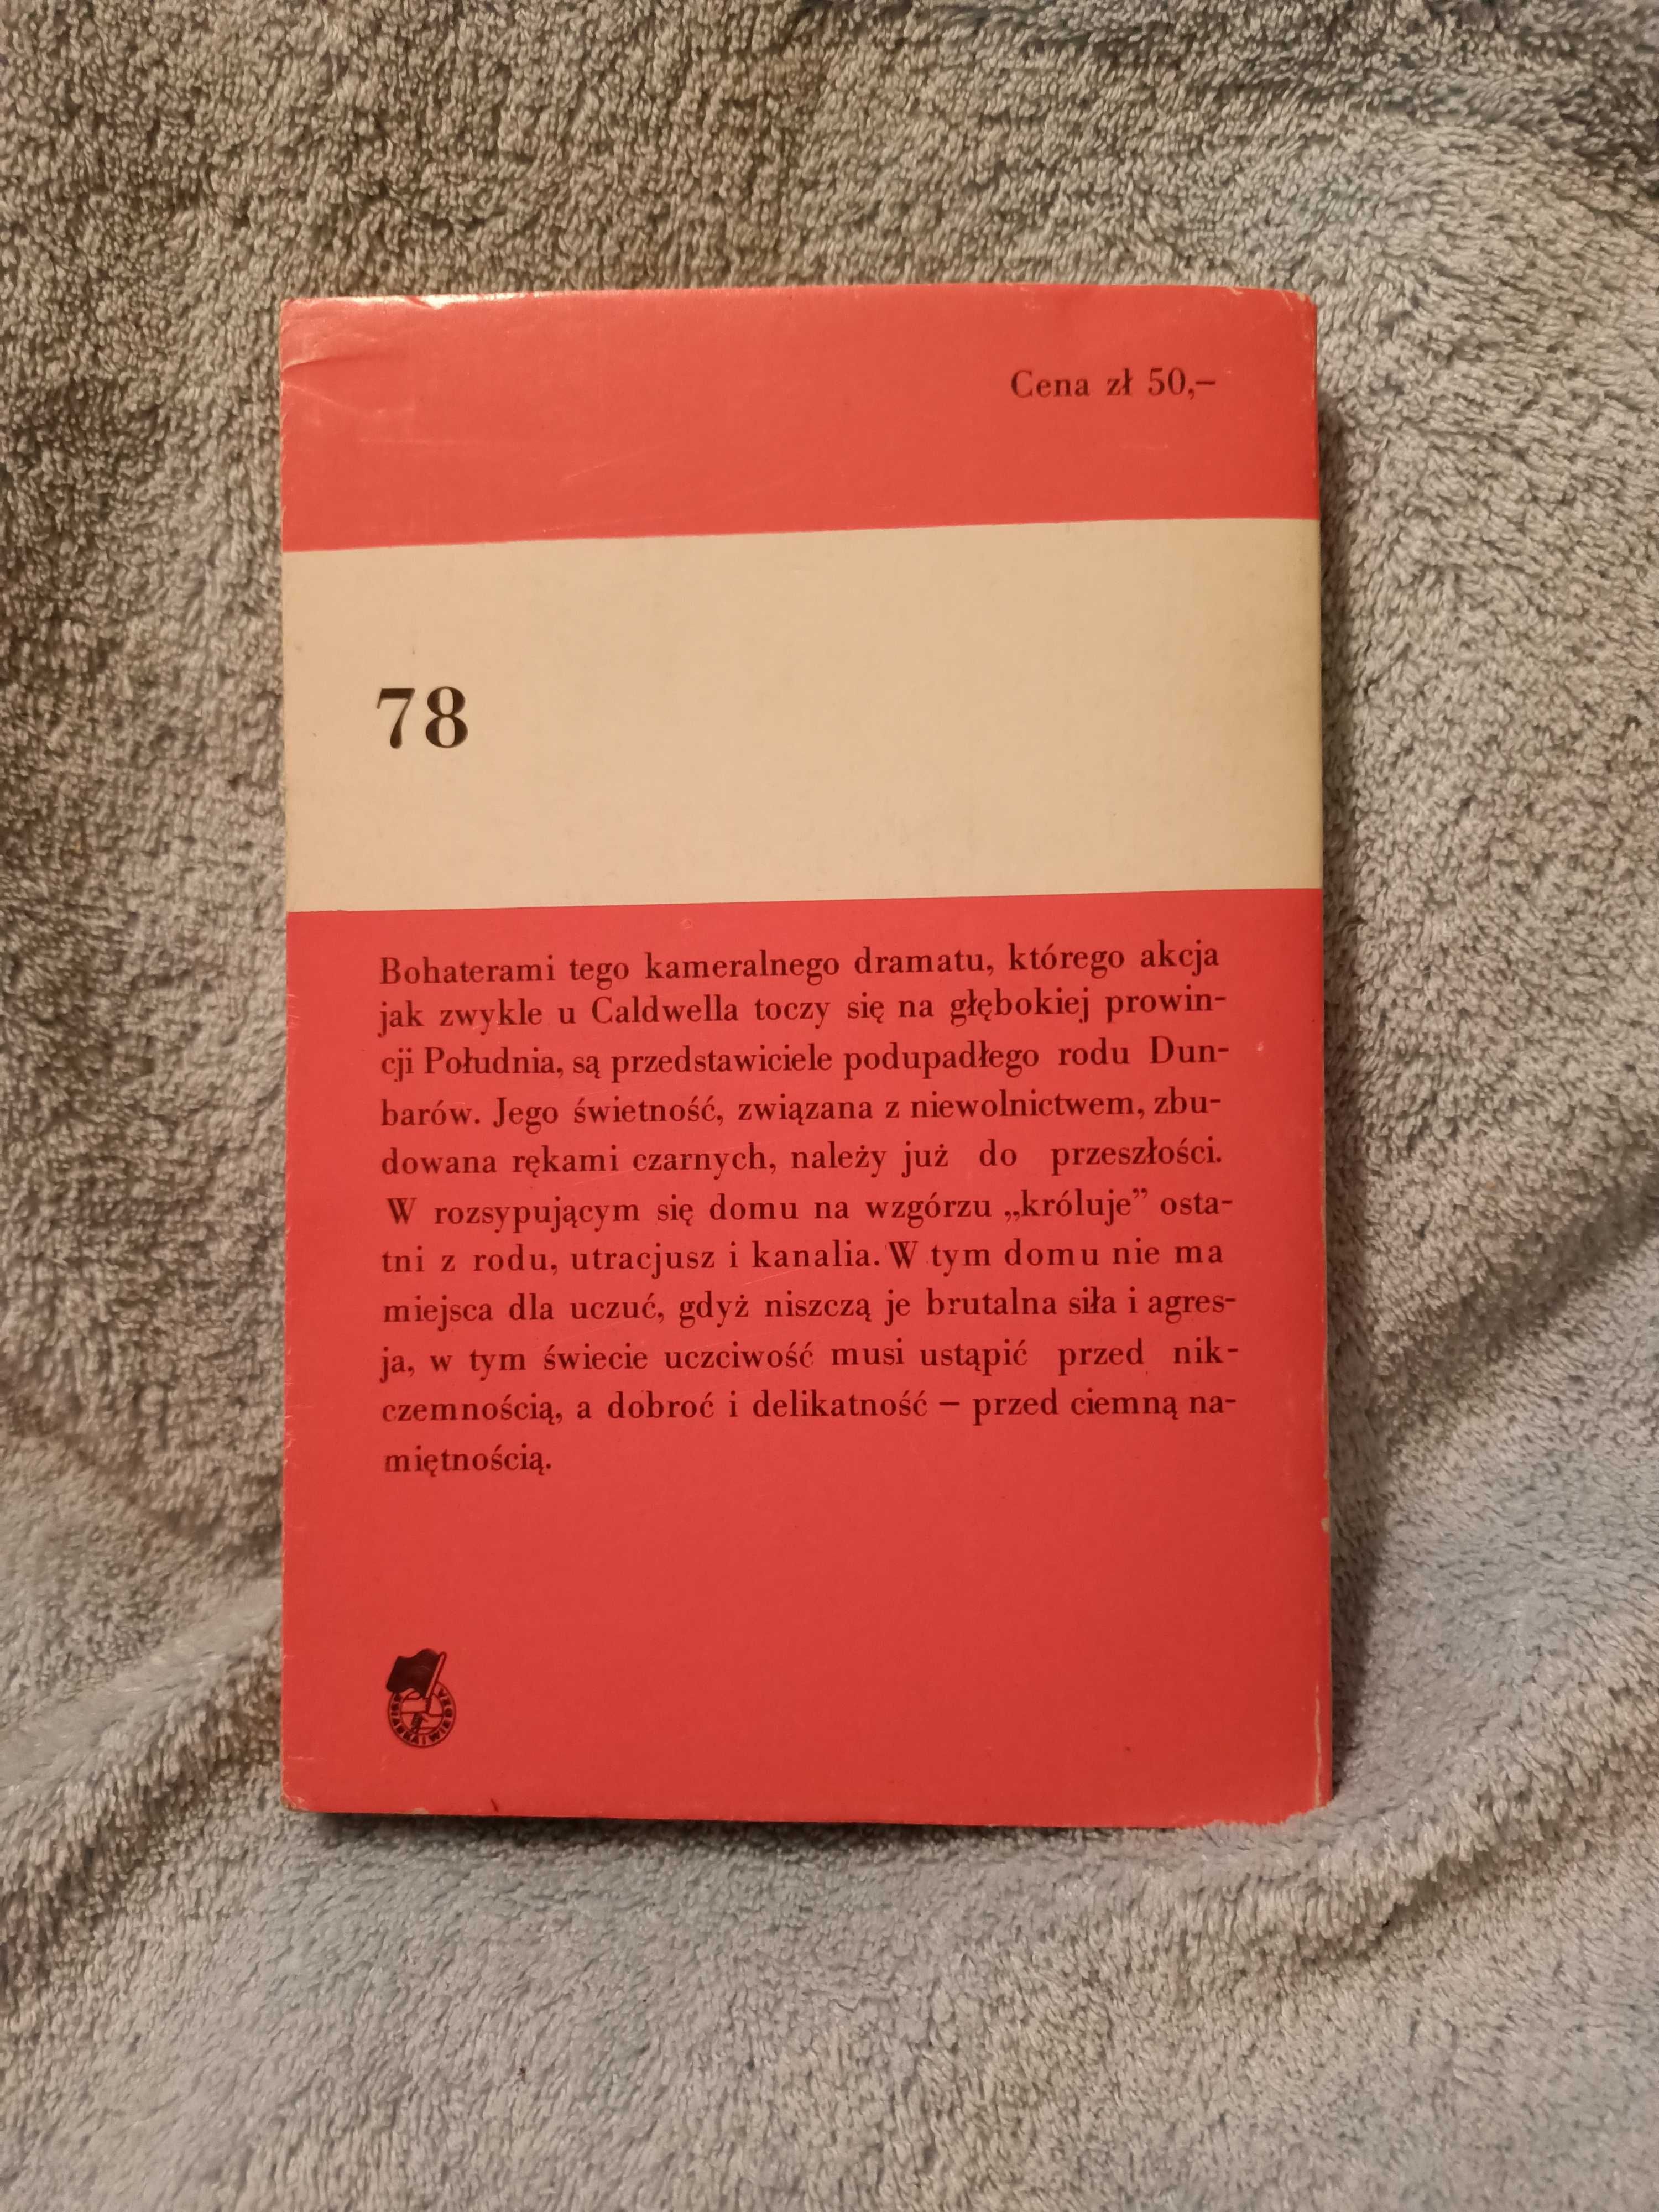 Cena zł 50,–
78
Bohaterami tego kameralnego dramatu, którego akcja
jak zwykle u Caldwella toczy się na głębokiej prowin-
cji Południa, są przedstawiciele podupadłego rodu Dun-
barów. Jego świetność, związana z niewolnictwem, zbu-
dowana rękami czarnych, należy już do przeszłości.
W rozsypującym się domu na wzgórzu „króluje” osta-
tni z rodu, utracjusz i kanalia. W tym domu nie ma
miejsca dla uczuć, gdyż niszczą je brutalna siła i agres-
ja, w tym świecie uczciwość musi ustąpić przed nik-
czemnością, a dobroć i delikatność – przed ciemną na-
miętnością.
KSIĄŻKA I WIEDZA